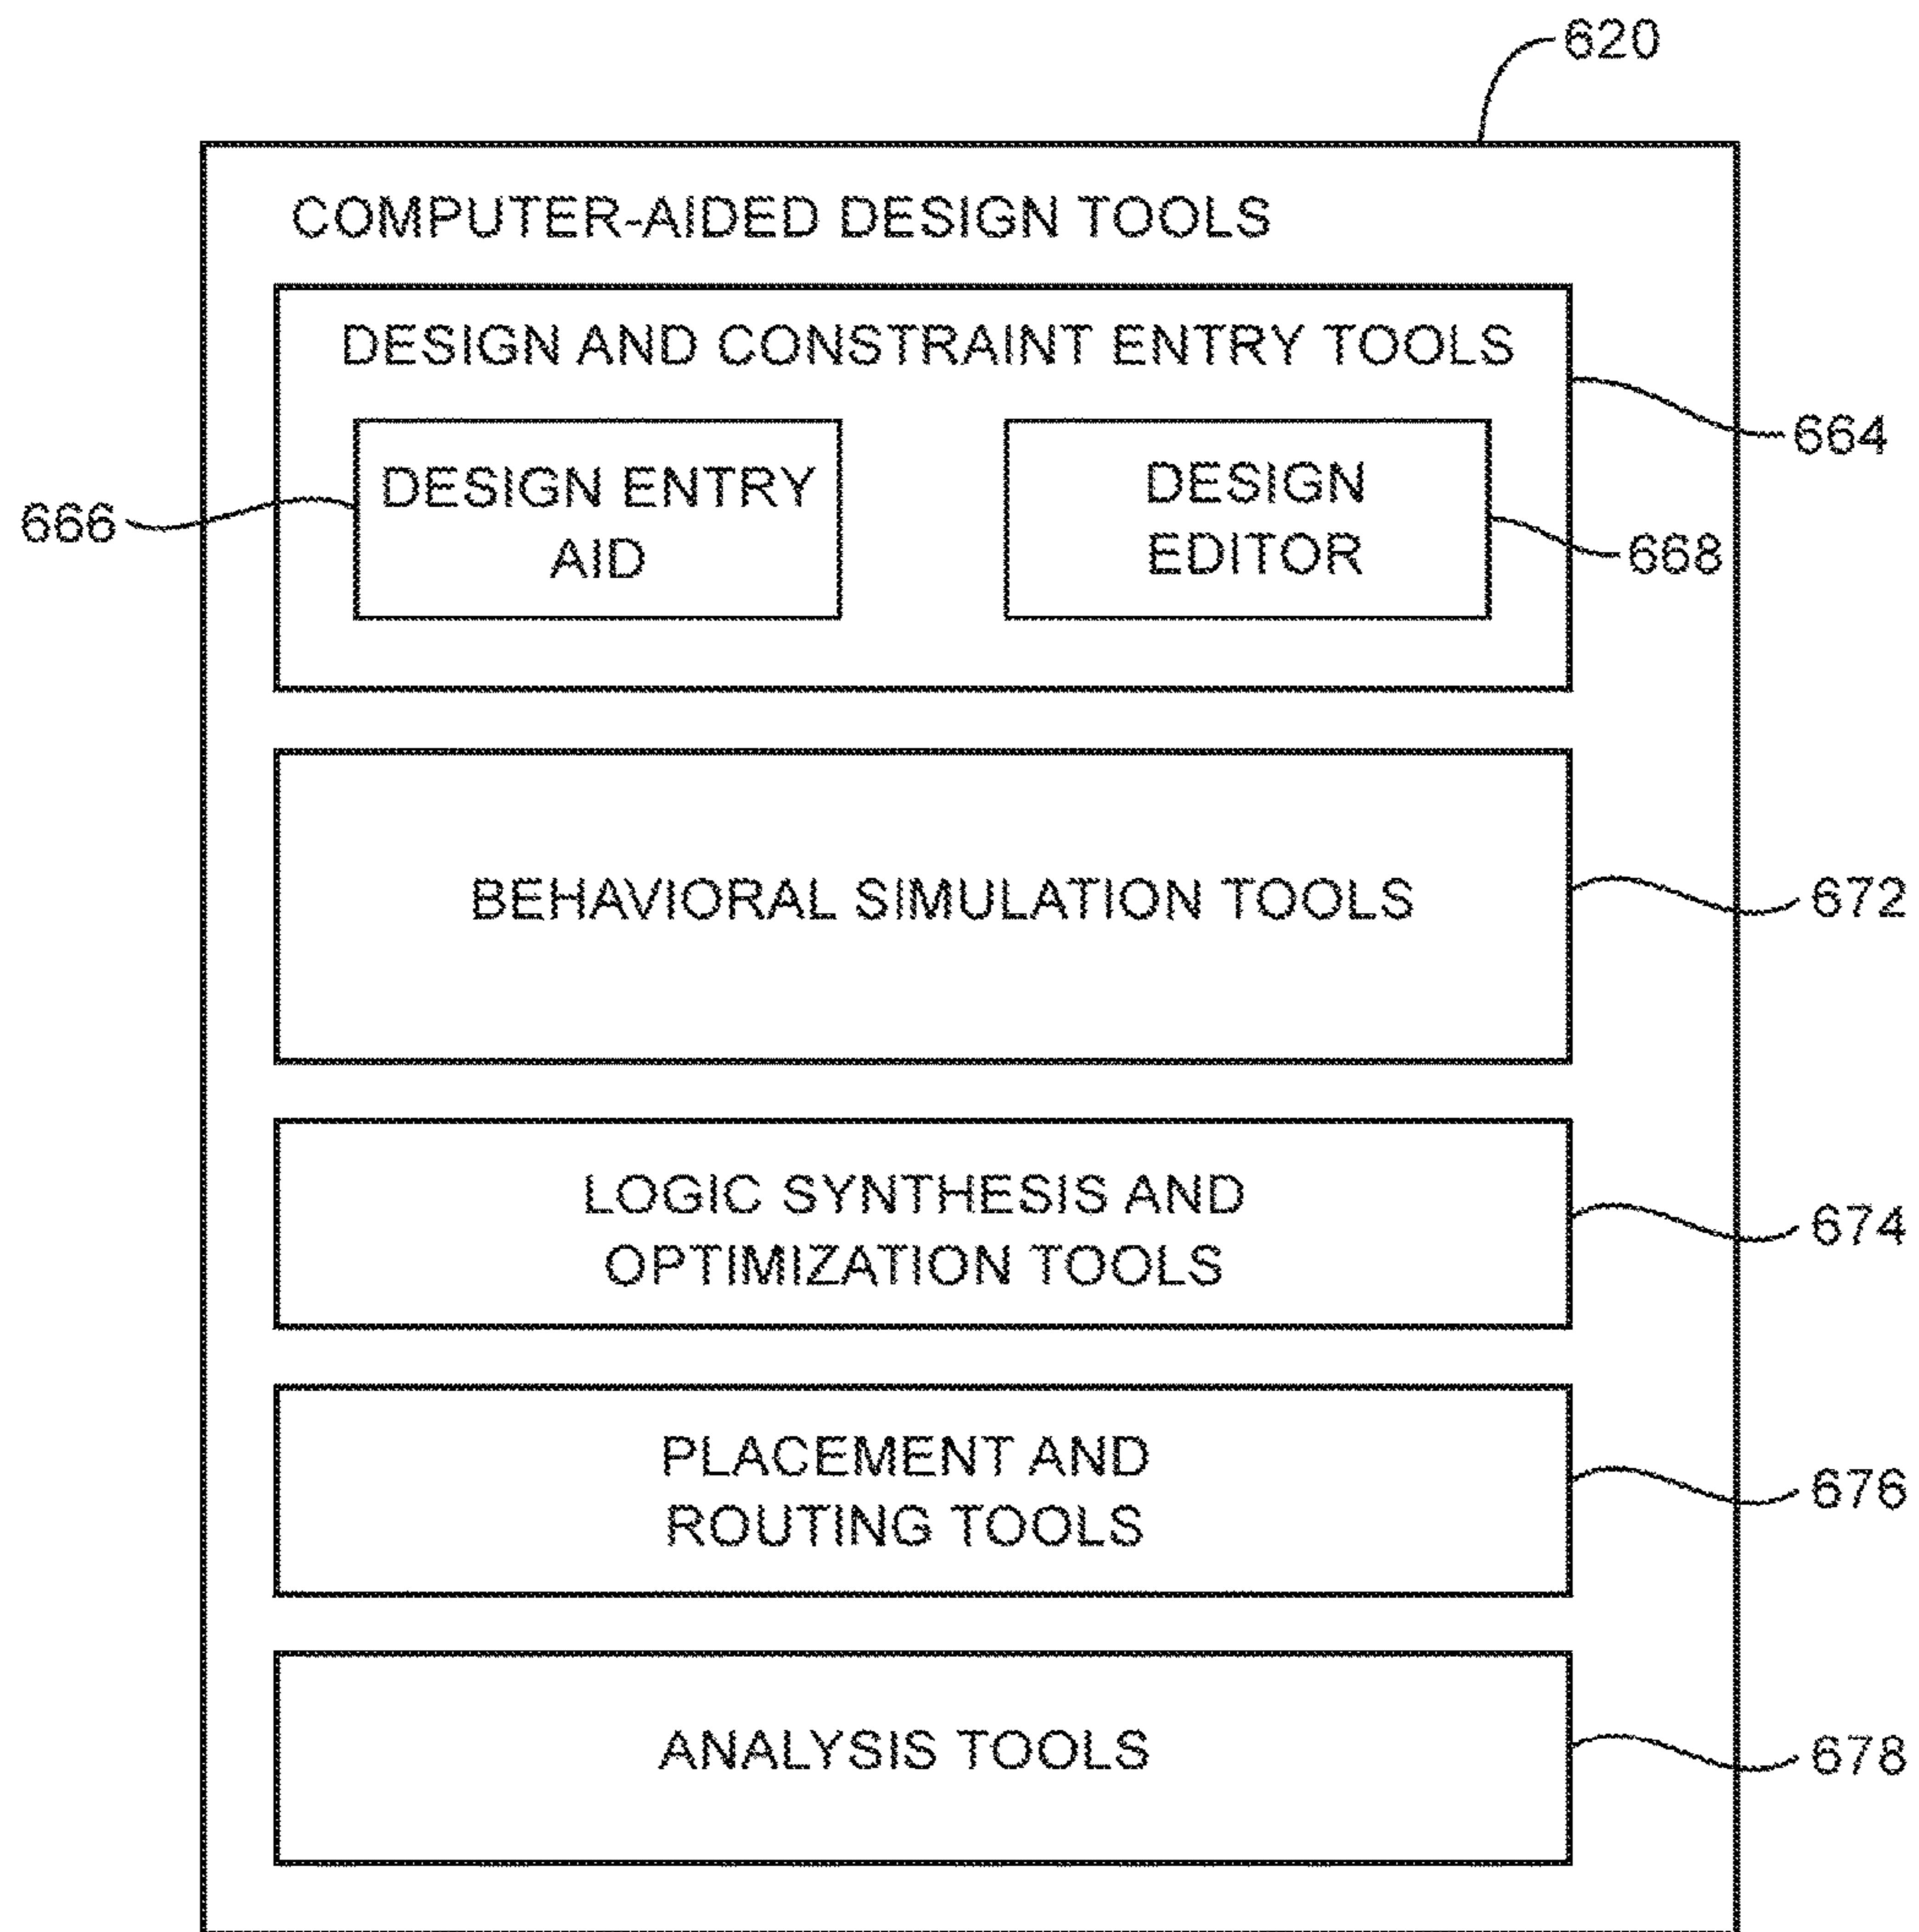 620
COMPUTER-AIDED DESIGN TOOLS
DESIGN AND CONSTRAINT ENTRY TOOLS
664
DESIGN ENTRY
AID
666
DESIGN
EDITOR
668
BEHAVIORAL SIMULATION TOOLS
672
LOGIC SYNTHESIS AND
OPTIMIZATION TOOLS
674
PLACEMENT AND
ROUTING TOOLS
676
ANALYSIS TOOLS
678